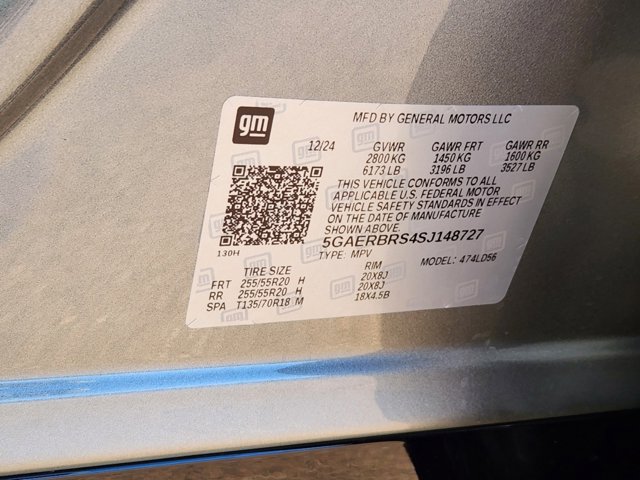 gm
MFD BY GENERAL MOTORS LLC
12/24 GVWR GAWR FRT GAWR RR
2800 KG 1450 KG 1600 KG
6173 LB 3196 LB 3527 LB
THIS VEHICLE CONFORMS TO ALL
APPLICABLE U.S. FEDERAL MOTOR
VEHICLE SAFETY STANDARDS IN EFFECT
ON THE DATE OF MANUFACTURE
SHOWN ABOVE.
5GAERBRS4SJ148727
130H
TYPE: MPV MODEL: 474LD56
TIRE SIZE RIM
FRT 255/55R20 H 20X8J
RR 255/55R20 H 20X8J
SPA T135/70R18 M 18X4.5B